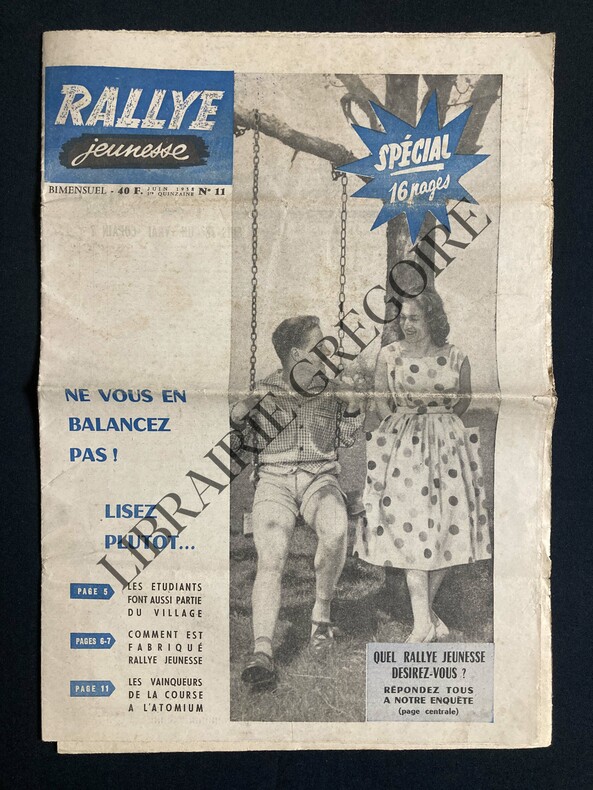 RALLYE
jeunesse
BIMENSUEL - 40 F. JUIN 1958 1re QUINZAINE N° 11
SPÉCIAL
16 pages
NE VOUS EN
BALANCEZ
PAS !
LISEZ
PLUTOT...
PAGE 5
LES ETUDIANTS
FONT AUSSI PARTIE
DU VILLAGE
PAGES 6-7
COMMENT EST
FABRIQUÉ
RALLYE JEUNESSE
PAGE 11
LES VAINQUEURS
DE LA COURSE
A L'ATOMIUM
QUEL RALLYE JEUNESSE
DESIREZ-VOUS ?
RÉPONDEZ TOUS
A NOTRE ENQUÊTE
(page centrale)
LIBRAIRIE GRÉGOIRE